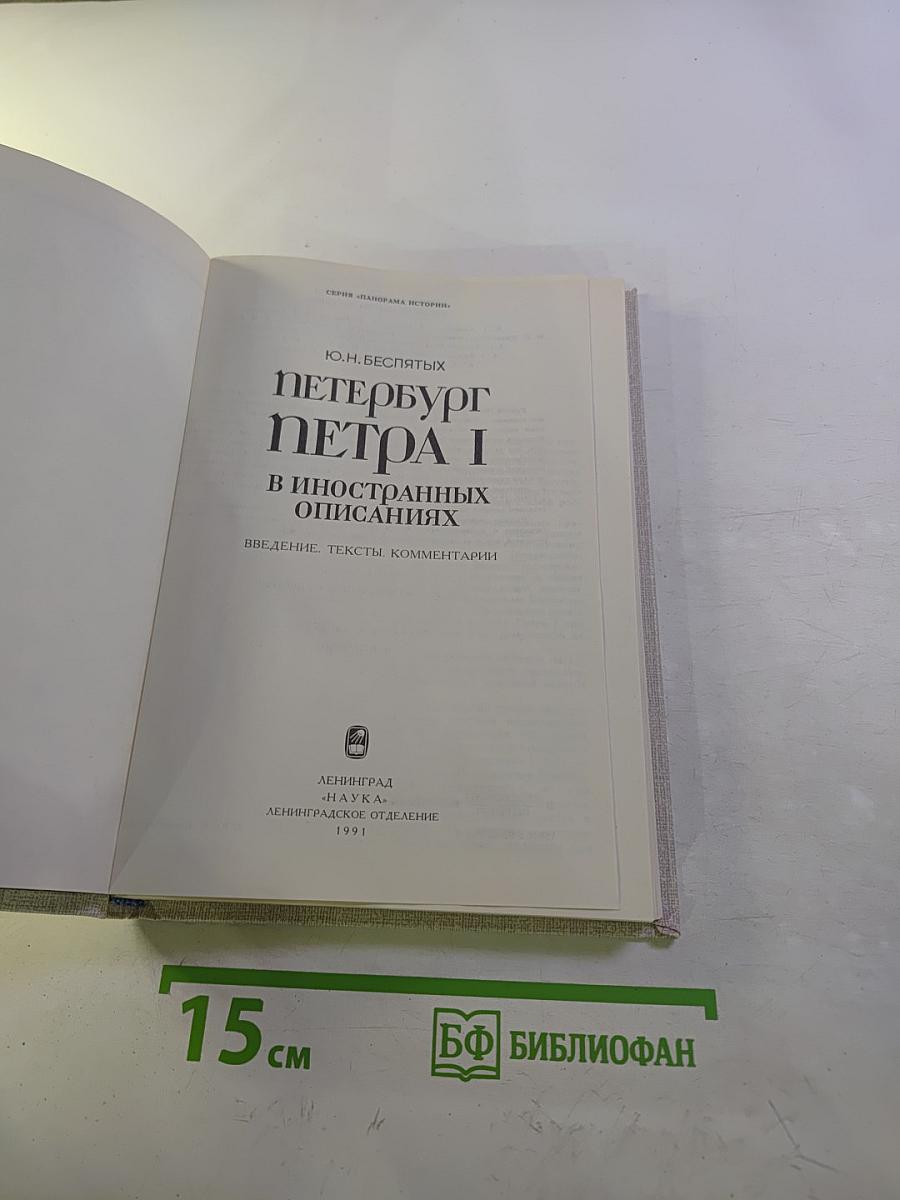 СЕРИЯ «ПАНОРАМА ИСТОРИИ»
Ю.Н.БЕСПЯТЫХ
ПЕТЕРБУРГ
ПЕТРА I
В ИНОСТРАННЫХ
ОПИСАНИЯХ
ВВЕДЕНИЕ. ТЕКСТЫ. КОММЕНТАРИИ
ЛЕНИНГРАД
«НАУКА»
ЛЕНИНГРАДСКОЕ ОТДЕЛЕНИЕ
1991
15 см
БФ БИБЛИОФАН